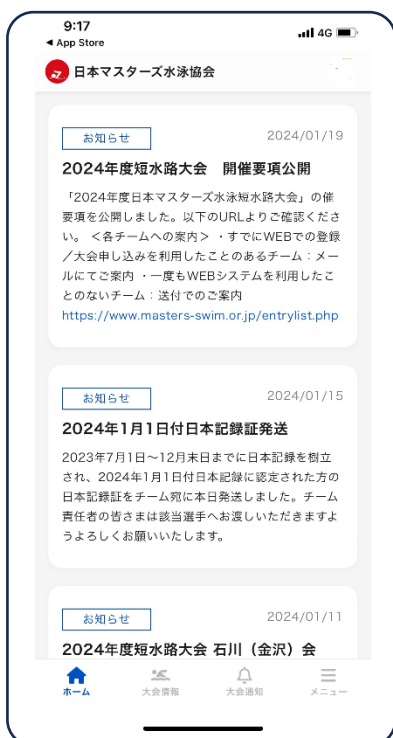 9:17
4G
◀ App Store
日本マスターズ水泳協会
お知らせ
2024/01/19
2024年度短水路大会　開催要項公開
「2024年度日本マスターズ水泳短水路大会」の催
要項を公開しました。以下のURLよりご確認くださ
い。 ＜各チームへの案内＞ ・すでにWEBでの登録
／大会申し込みを利用したことのあるチーム：メー
ルにてご案内 ・一度もWEBシステムを利用したこ
とのないチーム：送付でのご案内
https://www.masters-swim.or.jp/entrylist.php
お知らせ
2024/01/15
2024年1月1日付日本記録証発送
2023年7月1日〜12月末日までに日本記録を樹立
され、2024年1月1日付日本記録に認定された方の
日本記録証をチーム宛に本日発送しました。チーム
責任者の皆さまは該当選手へお渡しいただきますよ
うよろしくお願いいたします。
お知らせ
2024/01/11
2024年度短水路大会 石川（金沢）会
ホーム
大会情報
大会通知
メニュー